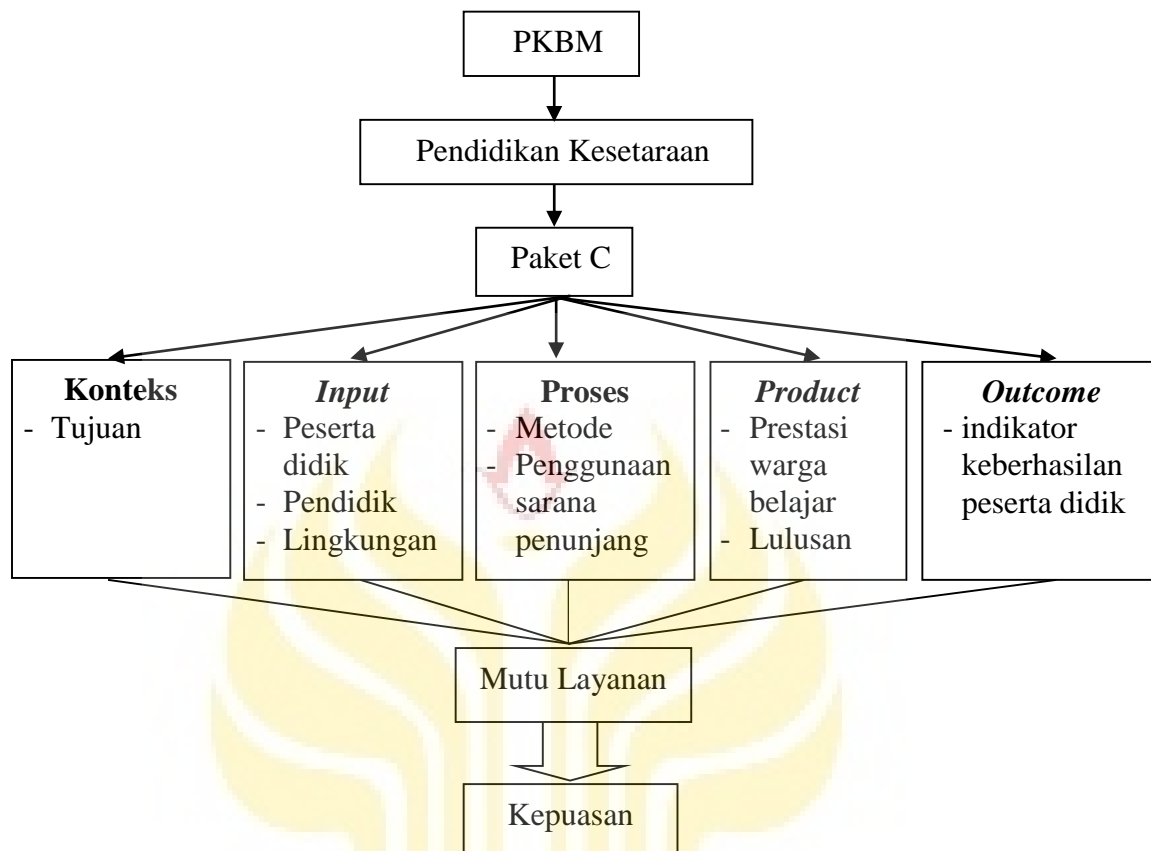 PKBM
Pendidikan Kesetaraan
Paket C
Konteks
- Tujuan
Input
- Peserta
didik
- Pendidik
- Lingkungan
Proses
- Metode
- Penggunaan
sarana
penunjang
Product
- Prestasi
warga
belajar
- Lulusan
Outcome
- indikator
keberhasilan
peserta didik
Mutu Layanan
Kepuasan